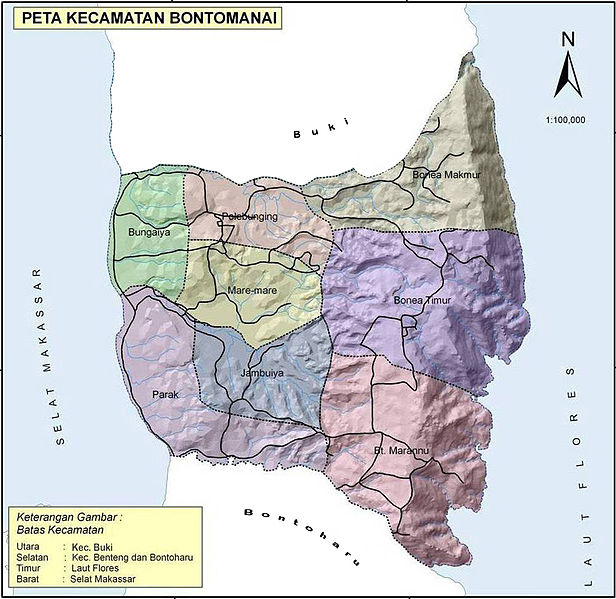 PETA KECAMATAN BONTOMANAI
N
1:100,000
Buki
Bonea Makmur
Polebunging
Bungaiya
Mare-mare
Bonea Timur
Jambuiya
Parak
Bt. Marannu
SELAT MAKASSAR
LAUT FLORES
Bontoharu
Keterangan Gambar :
Batas Kecamatan
Utara : Kec. Buki
Selatan : Kec. Benteng dan Bontoharu
Timur : Laut Flores
Barat : Selat Makassar